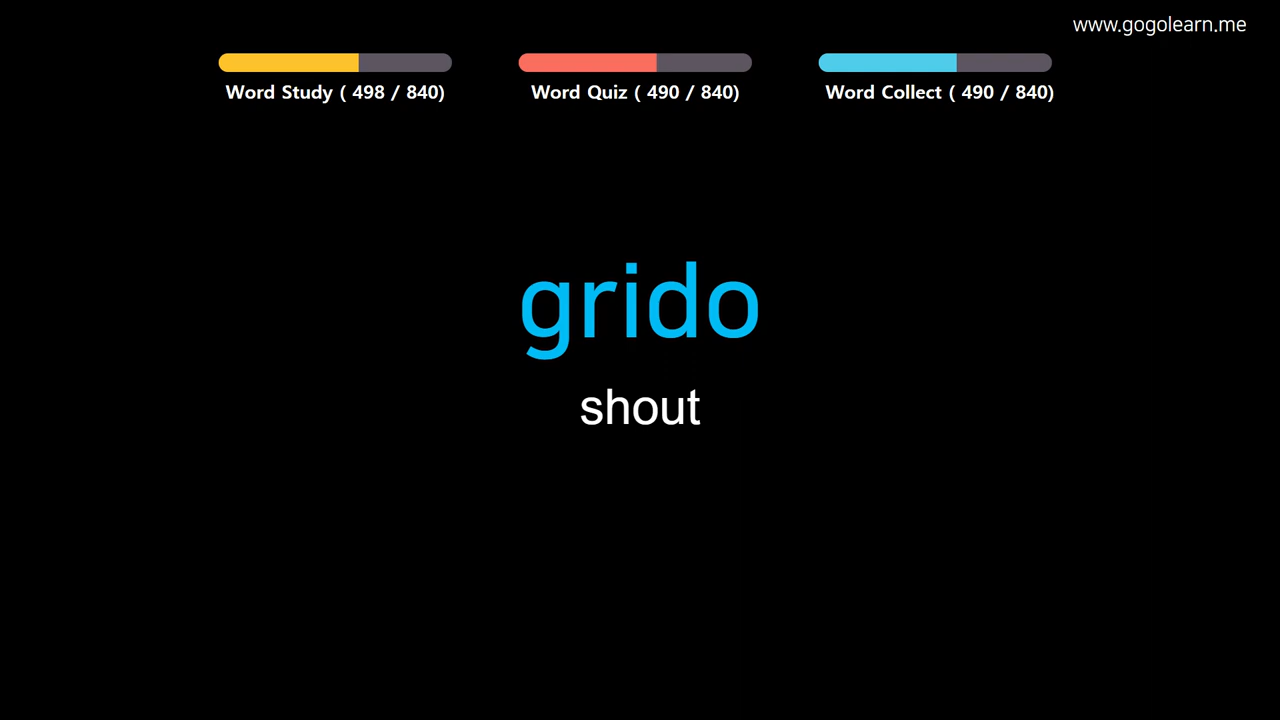 www.gogolearn.me
Word Study ( 498 / 840)
Word Quiz ( 490 / 840)
Word Collect ( 490 / 840)
grido
shout